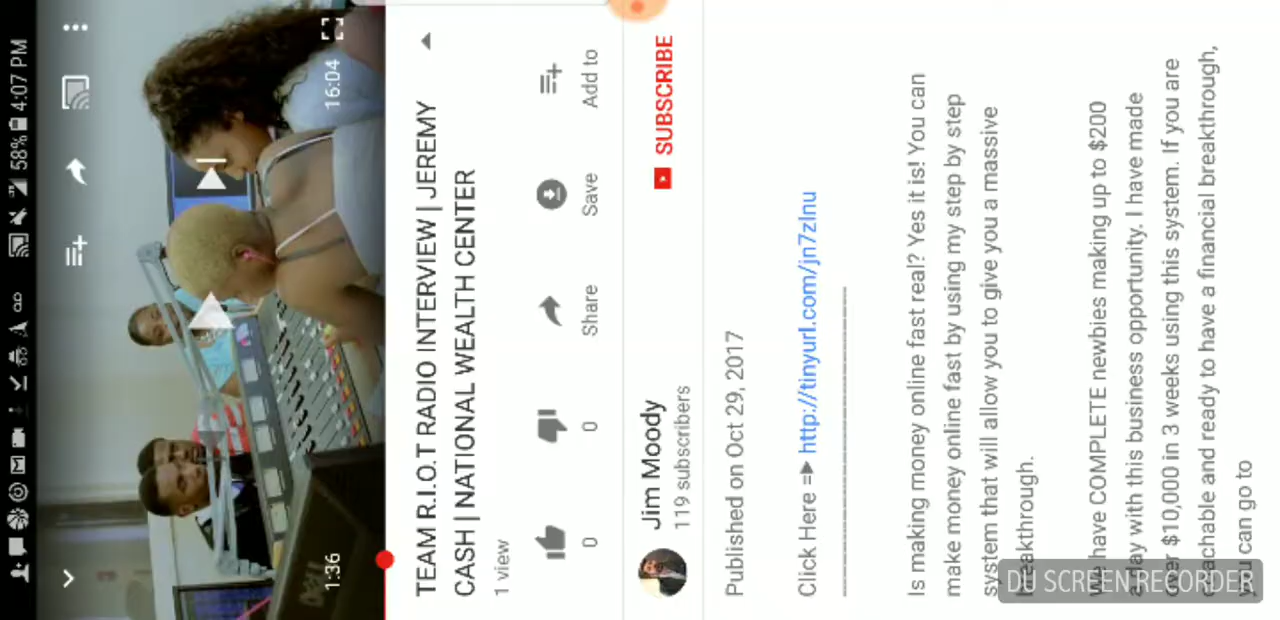 58% 4:07 PM
1:36
16:04
TEAM R.I.O.T RADIO INTERVIEW | JEREMY
CASH | NATIONAL WEALTH CENTER
1 view
0
0
Share
Save
Add to
Jim Moody
119 subscribers
SUBSCRIBE
Published on Oct 29, 2017
Click Here => http://tinyurl.com/jn7zlnu
Is making money online fast real? Yes it is! You can
make money online fast by using my step by step
system that will allow you to give you a massive
breakthrough.
We have COMPLETE newbies making up to $200
a day with this business opportunity. I have made
over $10,000 in 3 weeks using this system. If you are
coachable and ready to have a financial breakthrough,
you can go to
DU SCREEN RECORDER
DELL